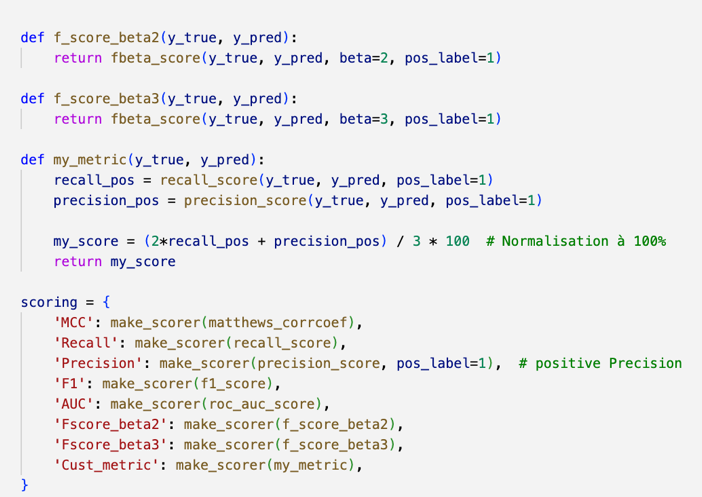 def f_score_beta2(y_true, y_pred):
    return fbeta_score(y_true, y_pred, beta=2, pos_label=1)
def f_score_beta3(y_true, y_pred):
    return fbeta_score(y_true, y_pred, beta=3, pos_label=1)
def my_metric(y_true, y_pred):
    recall_pos = recall_score(y_true, y_pred, pos_label=1)
    precision_pos = precision_score(y_true, y_pred, pos_label=1)
    my_score = (2*recall_pos + precision_pos) / 3 * 100  # Normalisation à 100%
    return my_score
scoring = {
    'MCC': make_scorer(matthews_corrcoef),
    'Recall': make_scorer(recall_score),
    'Precision': make_scorer(precision_score, pos_label=1),  # positive Precision
    'F1': make_scorer(f1_score),
    'AUC': make_scorer(roc_auc_score),
    'Fscore_beta2': make_scorer(f_score_beta2),
    'Fscore_beta3': make_scorer(f_score_beta3),
    'Cust_metric': make_scorer(my_metric),
}